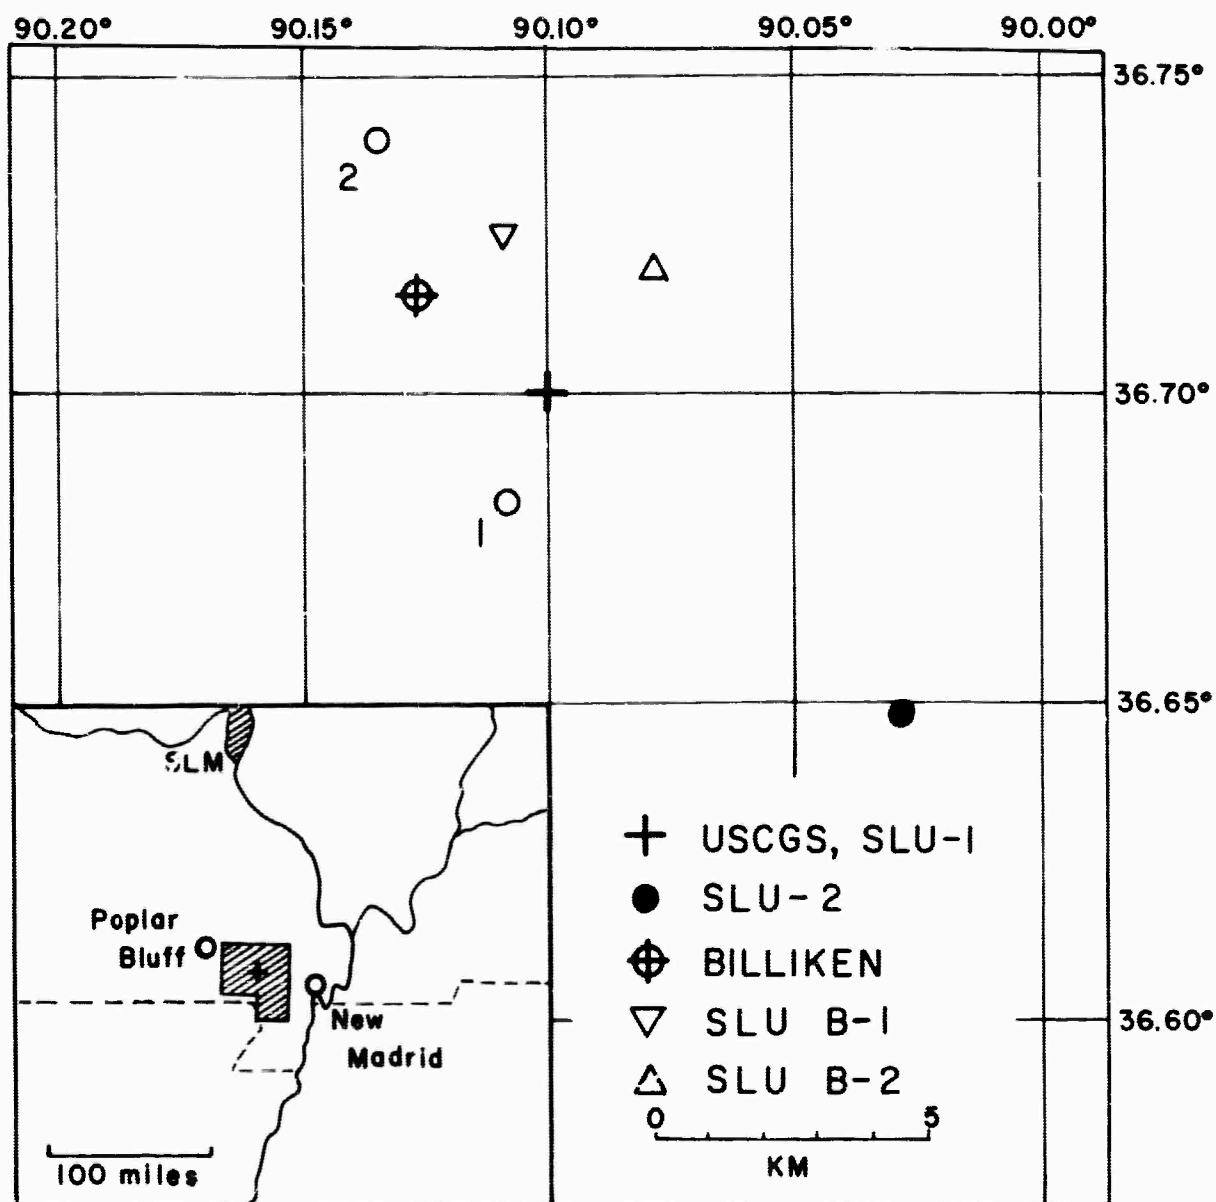 90.20° 90.15° 90.10° 90.05° 90.00°
36.75°
2
36.70°
1
36.65°
SLM
USCGS, SLU-1
SLU-2
Poplar
Bluff
BILLIKEN
New
Madrid
SLU B-1
36.60°
SLU B-2
0 5
KM
100 miles